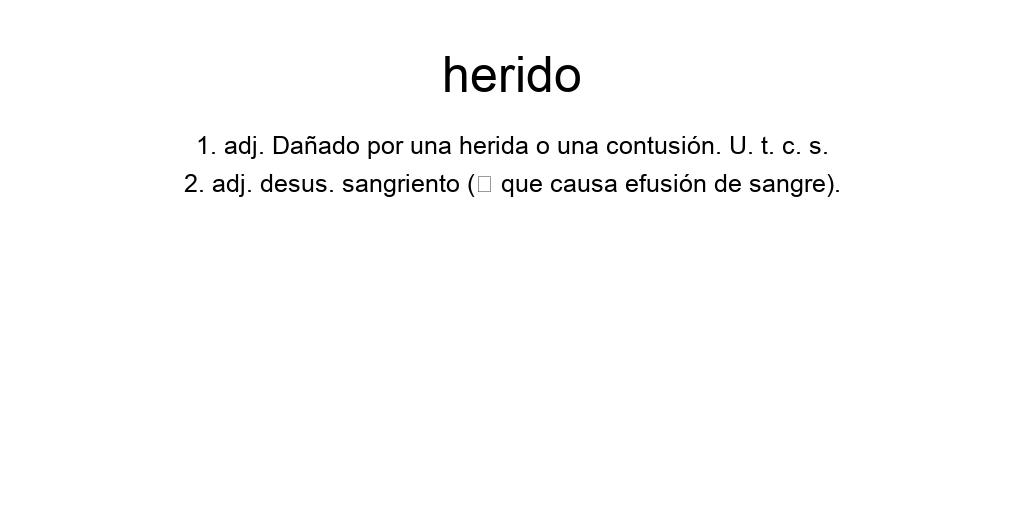 herido
1. adj. Dañado por una herida o una contusión. U. t. c. s.
2. adj. desus. sangriento (▯ que causa efusión de sangre).